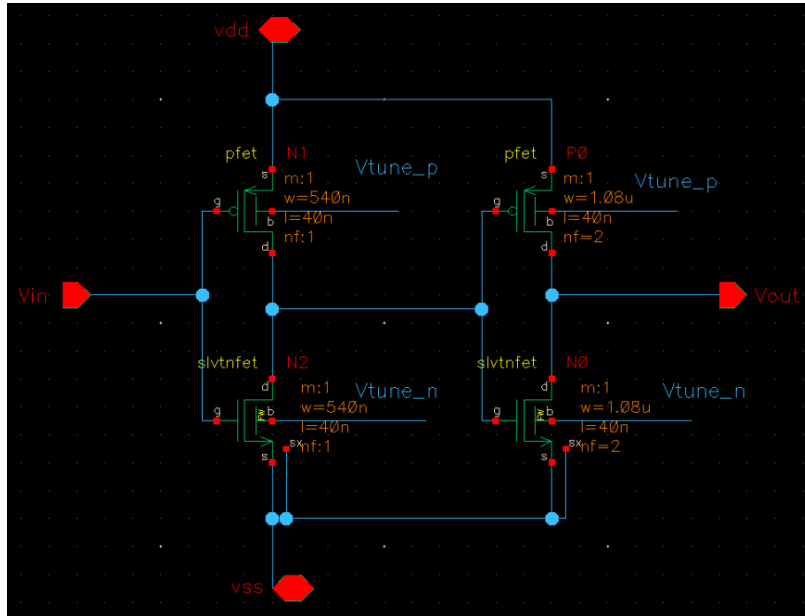 vdd
pfet N1
Vtune_p
s
m:1
w=540n
g
b
l=40n
d
nf:1
pfet P0
Vtune_p
s
m:1
w=1.08u
g
b
l=40n
d
nf=2
Vin
Vout
slvtnfet N2
Vtune_n
d
m:1
w=540n
g
b
FW
l=40n
sx
s
nf:1
slvtnfet N0
Vtune_n
d
m:1
w=1.08u
g
b
FW
l=40n
sx
s
nf=2
vss